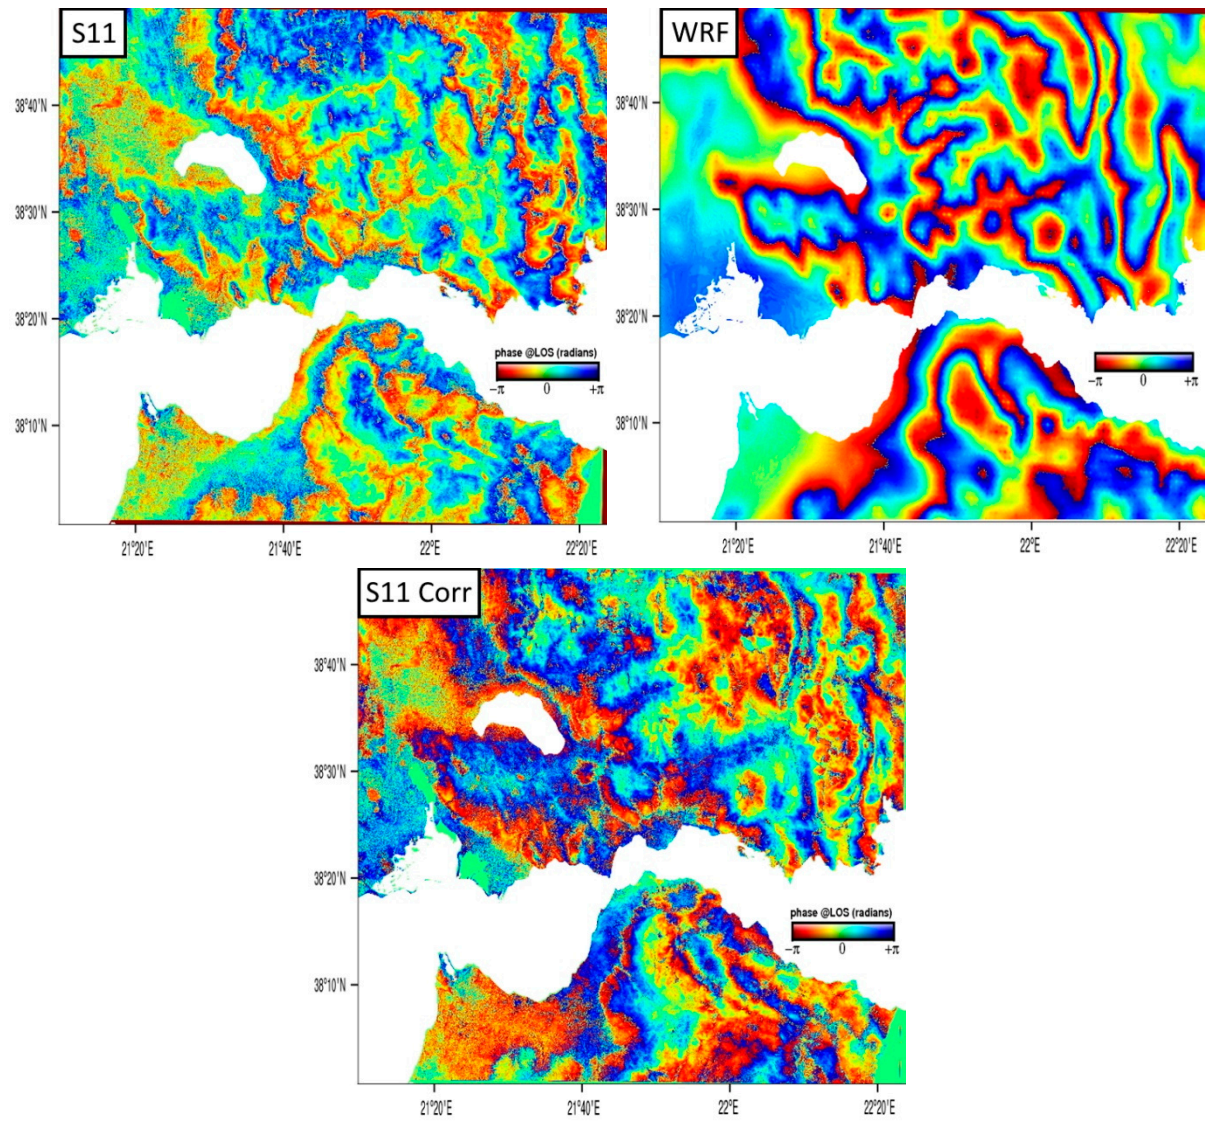 S11
38°40'N
38°30'N
38°20'N
38°10'N
phase @LOS (radians)
−π 0 +π
21°20'E 21°40'E 22°E 22°20'E
WRF
38°40'N
38°30'N
38°20'N
38°10'N
−π 0 +π
21°20'E 21°40'E 22°E 22°20'E
S11 Corr
38°40'N
38°30'N
38°20'N
38°10'N
phase @LOS (radians)
−π 0 +π
21°20'E 21°40'E 22°E 22°20'E